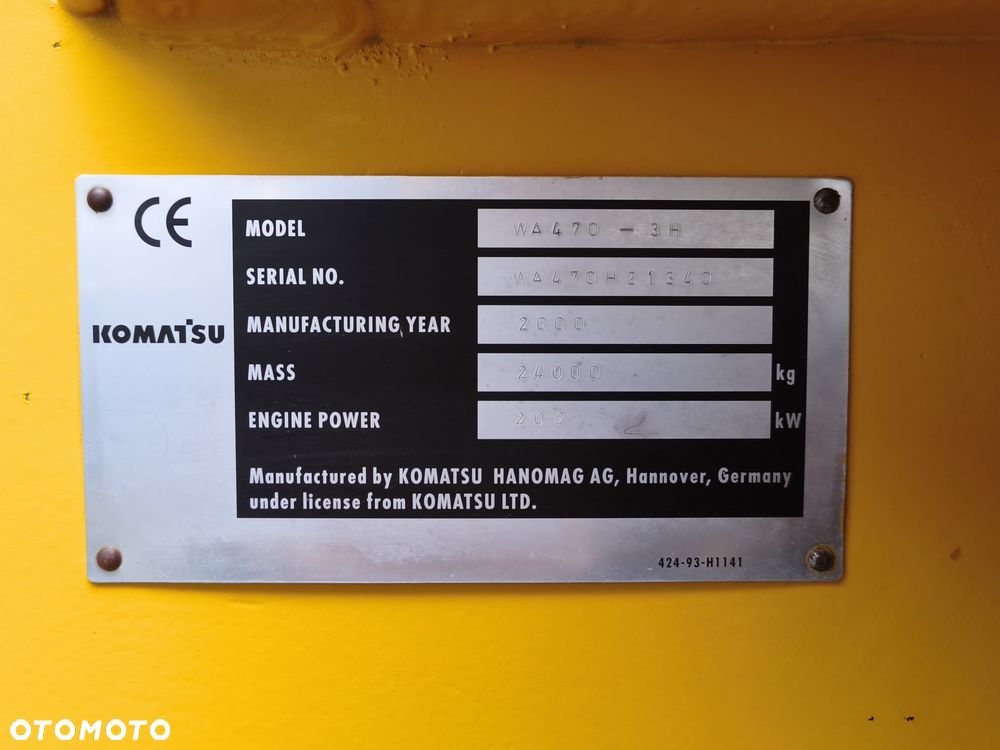 CE
KOMATSU
MODEL WA470 - 3H
SERIAL NO. WA470H21340
MANUFACTURING YEAR 2000
MASS 24000 kg
ENGINE POWER 202 kW
Manufactured by KOMATSU HANOMAG AG, Hannover, Germany
under license from KOMATSU LTD.
424-93-H1141
OTOMOTO